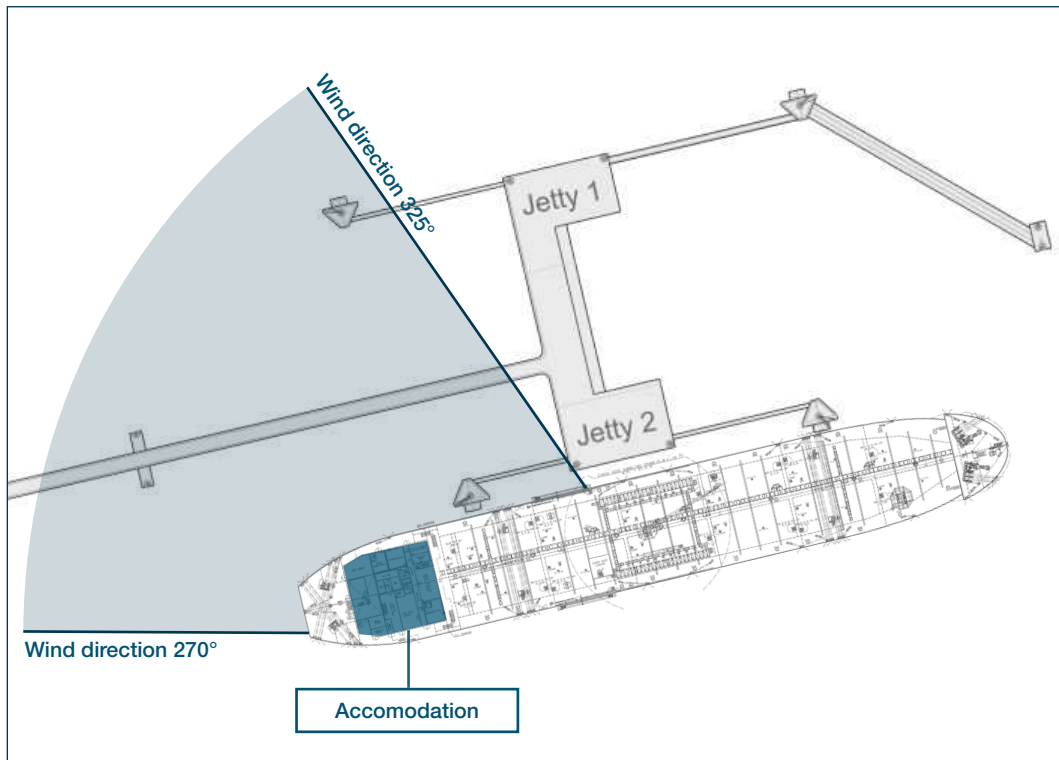 Wind direction 325°
Jetty 1
Jetty 2
Wind direction 270°
Accomodation